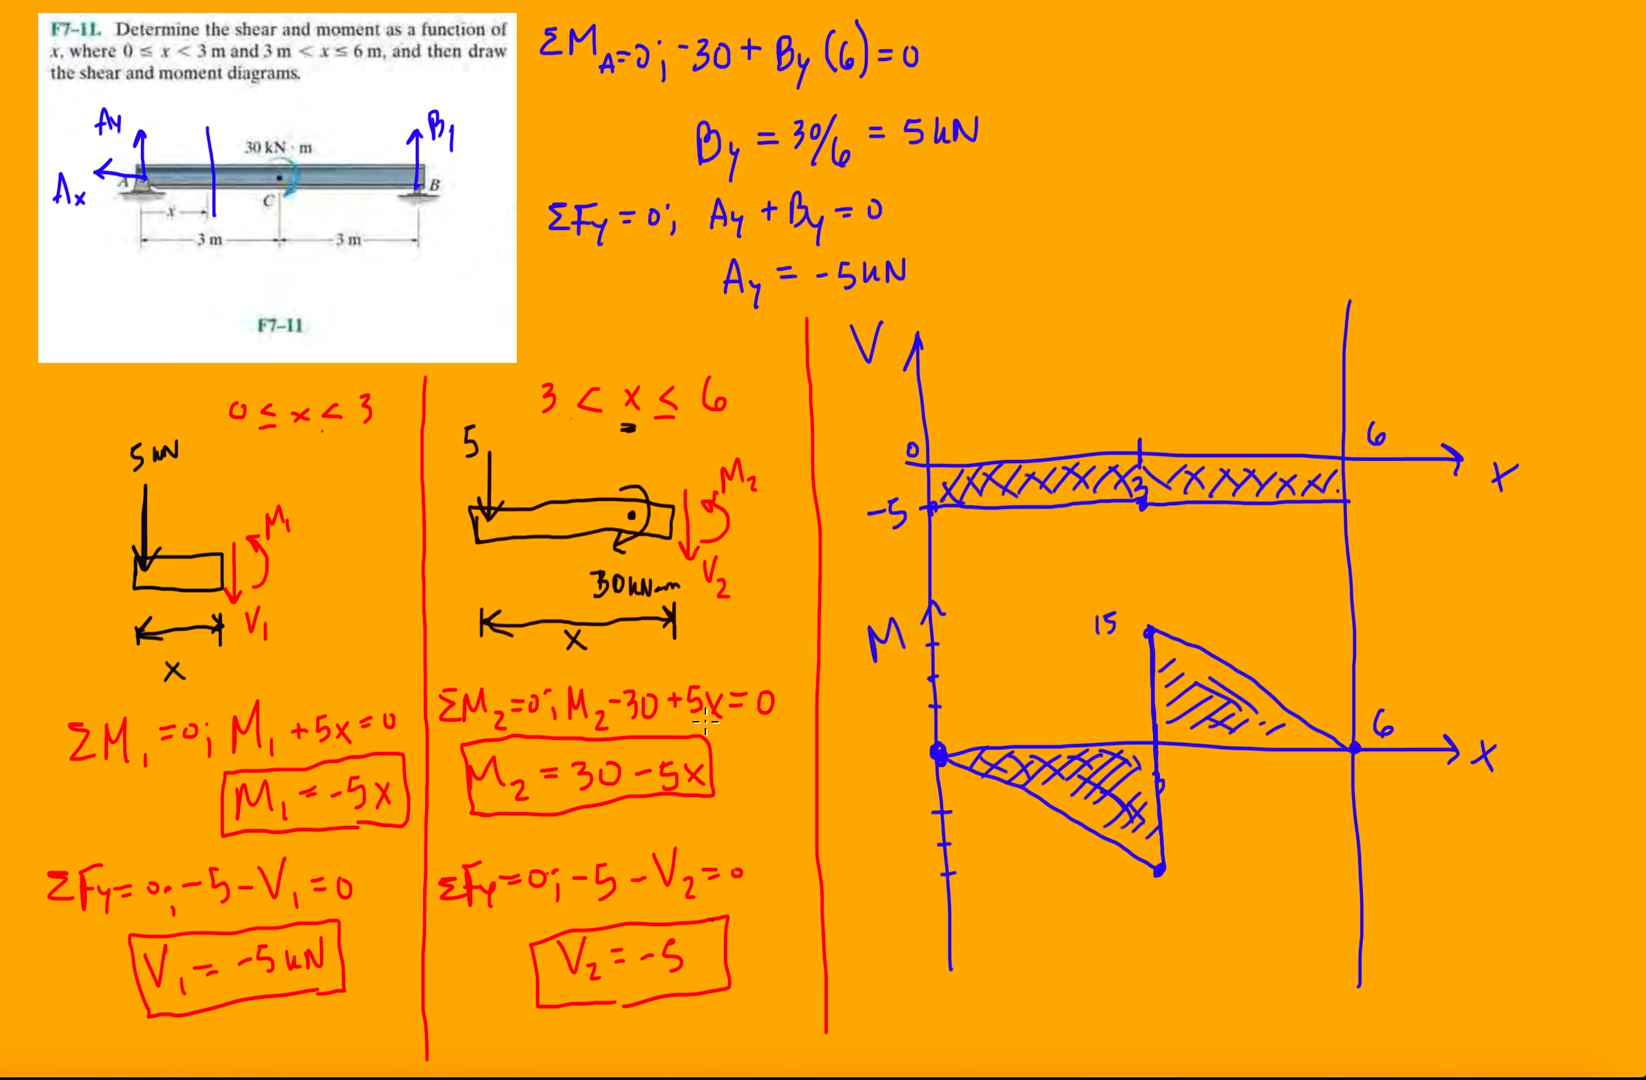 F7–11. Determine the shear and moment as a function of
x, where 0 ≤ x < 3 m and 3 m < x ≤ 6 m, and then draw
the shear and moment diagrams.
Ay
By
Ax
30 kN · m
A
B
C
x
3 m
3 m
F7–11
ΣM_A=0; -30 + By (6) = 0
By = 30/6 = 5 kN
ΣFy = 0; Ay + By = 0
Ay = -5 kN
0 ≤ x < 3
5 kN
M₁
V₁
x
ΣM₁ = 0; M₁ + 5x = 0
M₁ = -5x
ΣFy = 0; -5 - V₁ = 0
V₁ = -5 kN
3 < x ≤ 6
5
M₂
V₂
30 kN-m
x
ΣM₂ = 0; M₂ - 30 + 5x = 0
M₂ = 30 - 5x
ΣFy = 0; -5 - V₂ = 0
V₂ = -5
V
0
6
x
3
-5
M
15
6
x
3